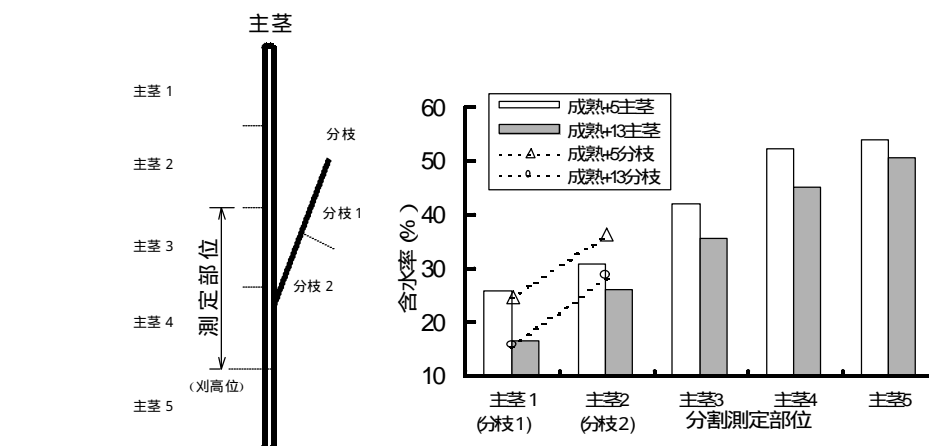 主茎
主茎 1
主茎 2
主茎 3
主茎 4
主茎 5
分枝
分枝 1
分枝 2
測定部位
(刈高位)
60
50
40
30
20
10
含水率(%)
成熟+5主茎
成熟+13主茎
成熟+5分枝
成熟+13分枝
主茎1 主茎2 主茎3 主茎4 主茎5
(分枝1) (分枝2)
分割測定部位